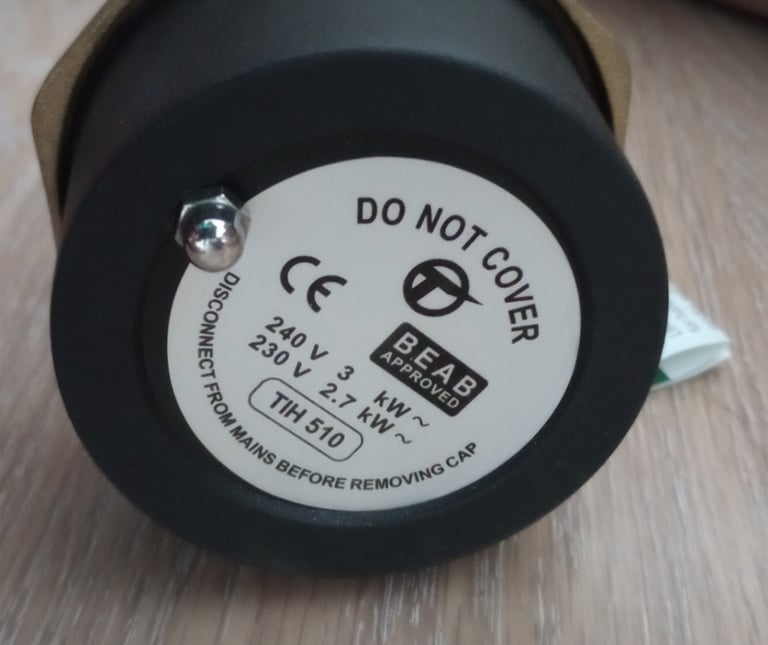 DO NOT COVER
CE
B.E.A.B
APPROVED
240 V 3 kW ~
230 V 2.7 kW ~
TIH 510
DISCONNECT FROM MAINS BEFORE REMOVING CAP